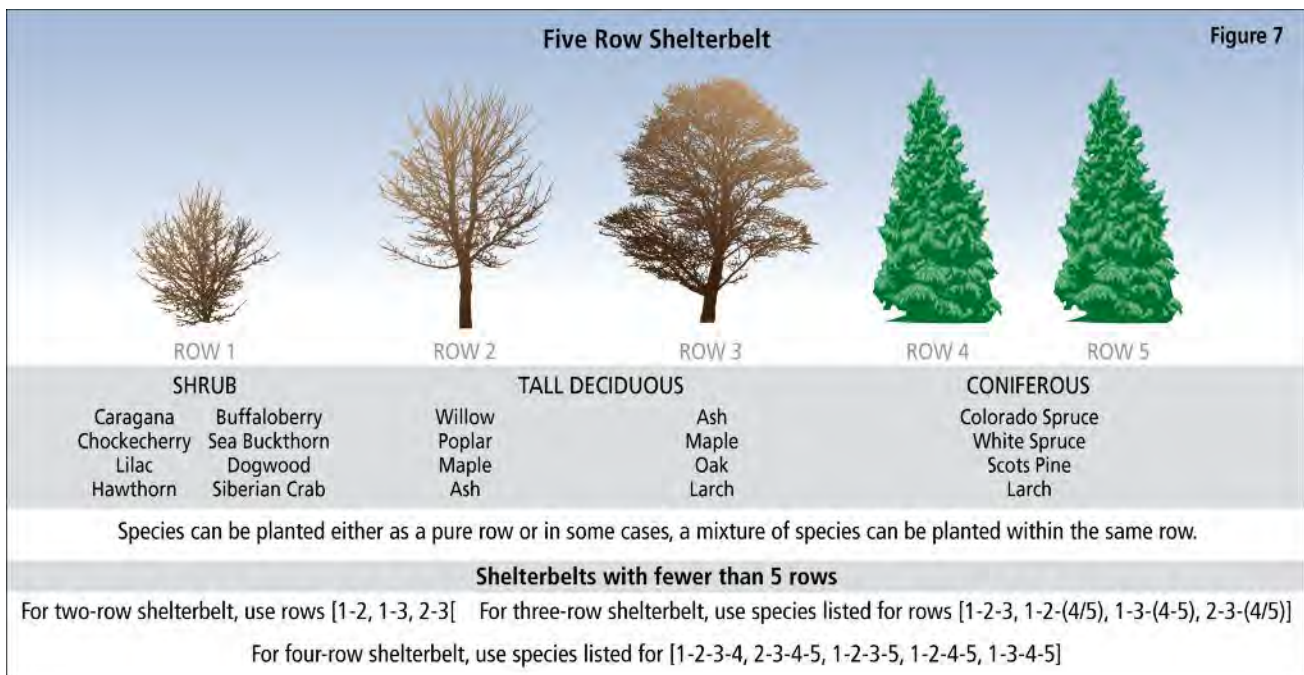 Five Row Shelterbelt
Figure 7
ROW 1
ROW 2
ROW 3
ROW 4
ROW 5
SHRUB
TALL DECIDUOUS
CONIFEROUS
Caragana Buffaloberry Willow Ash Colorado Spruce
Chockecherry Sea Buckthorn Poplar Maple White Spruce
Lilac Dogwood Maple Oak Scots Pine
Hawthorn Siberian Crab Ash Larch Larch
Species can be planted either as a pure row or in some cases, a mixture of species can be planted within the same row.
Shelterbelts with fewer than 5 rows
For two-row shelterbelt, use rows [1-2, 1-3, 2-3[ For three-row shelterbelt, use species listed for rows [1-2-3, 1-2-(4/5), 1-3-(4-5), 2-3-(4/5)]
For four-row shelterbelt, use species listed for [1-2-3-4, 2-3-4-5, 1-2-3-5, 1-2-4-5, 1-3-4-5]